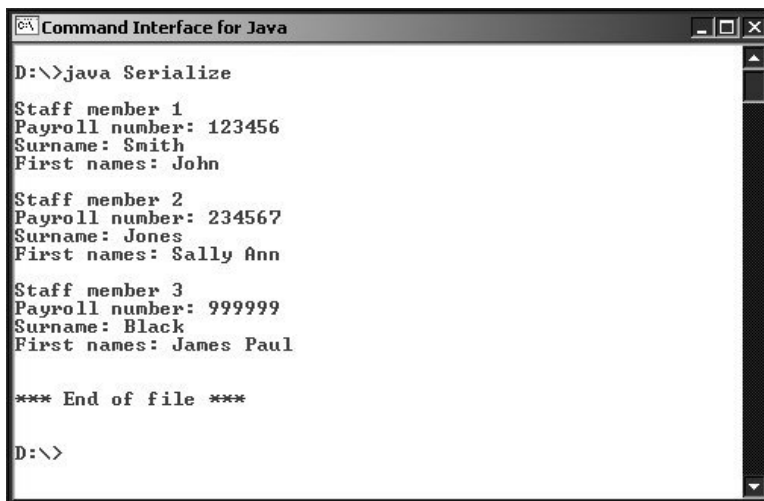 C:\ Command Interface for Java
D:\>java Serialize
Staff member 1
Payroll number: 123456
Surname: Smith
First names: John
Staff member 2
Payroll number: 234567
Surname: Jones
First names: Sally Ann
Staff member 3
Payroll number: 999999
Surname: Black
First names: James Paul
*** End of file ***
D:\>